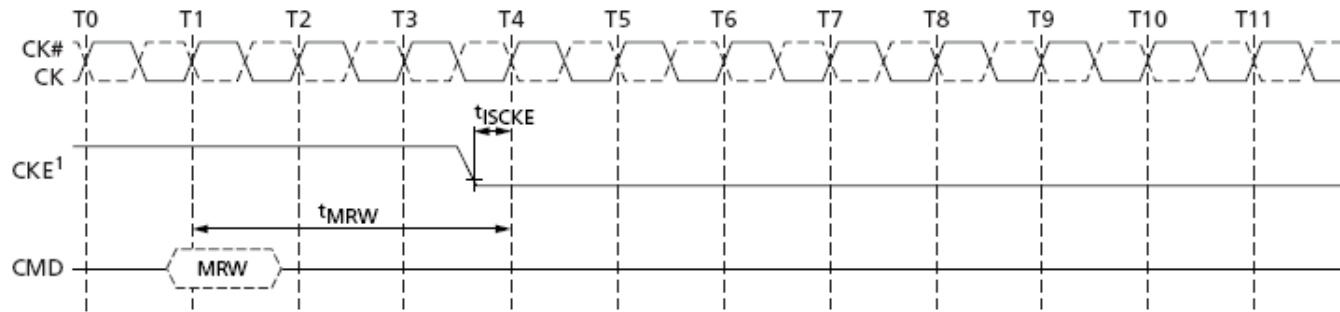 T0 T1 T2 T3 T4 T5 T6 T7 T8 T9 T10 T11
CK#
CK
tISCKE
CKE1
tMRW
CMD MRW